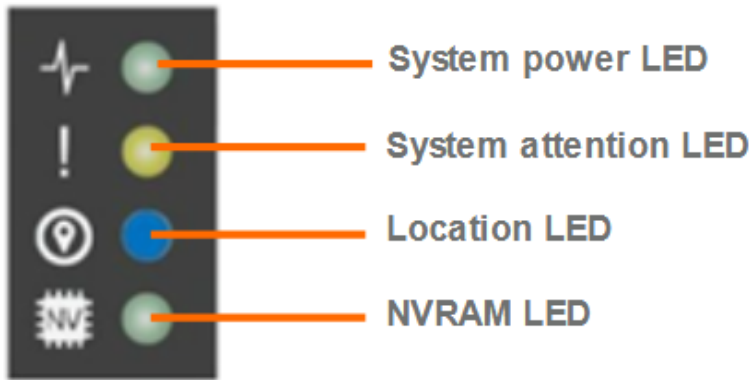 System power LED
! System attention LED
Location LED
NV NVRAM LED